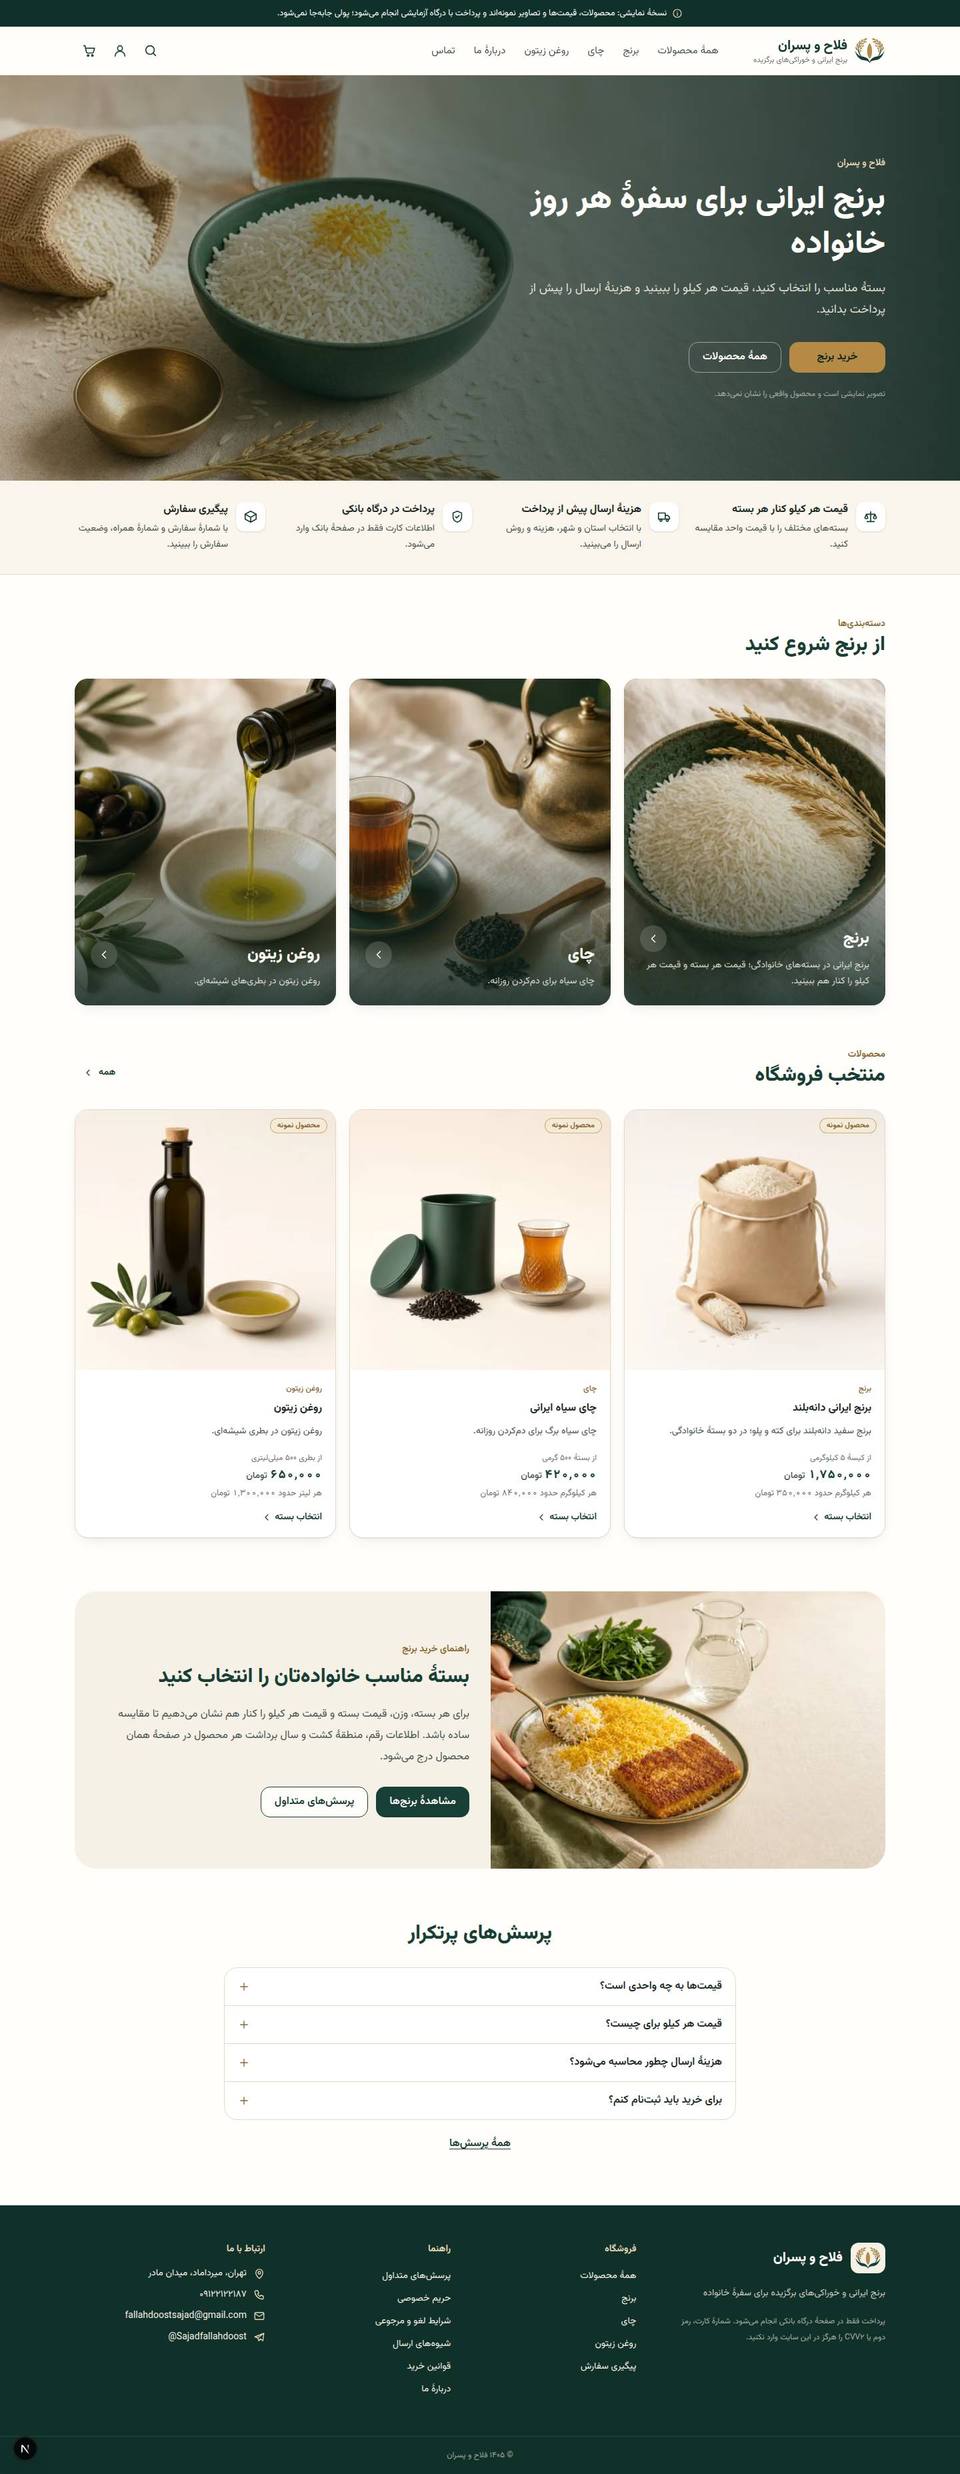 نسخهٔ نمایشی: محصولات، قیمت‌ها و تصاویر نمونه‌اند و پرداخت با درگاه آزمایشی انجام می‌شود؛ پولی جابه‌جا نمی‌شود.
فلاح و پسران
برنج ایرانی و خوراکی‌های برگزیده
همهٔ محصولات
برنج
چای
روغن زیتون
دربارهٔ ما
تماس
فلاح و پسران
برنج ایرانی برای سفرهٔ هر روز
خانواده
بستهٔ مناسب را انتخاب کنید، قیمت هر کیلو را ببینید و هزینهٔ ارسال را پیش از
پرداخت بدانید.
خرید برنج
همهٔ محصولات
تصویر نمایشی است و محصول واقعی را نشان نمی‌دهد.
قیمت هر کیلو کنار هر بسته
بسته‌های مختلف را با قیمت واحد مقایسه
کنید.
هزینهٔ ارسال پیش از پرداخت
با انتخاب استان و شهر، هزینه و روش
ارسال را می‌بینید.
پرداخت در درگاه بانکی
اطلاعات کارت فقط در صفحهٔ بانک وارد
می‌شود.
پیگیری سفارش
با شمارهٔ سفارش و شمارهٔ همراه، وضعیت
سفارش را ببینید.
دسته‌بندی‌ها
از برنج شروع کنید
برنج
برنج ایرانی در بسته‌های خانوادگی؛ قیمت هر بسته و قیمت هر
کیلو را کنار هم ببینید.
چای
چای سیاه برای دم‌کردن روزانه.
روغن زیتون
روغن زیتون در بطری‌های شیشه‌ای.
محصولات
منتخب فروشگاه
همه
محصول نمونه
محصول نمونه
محصول نمونه
برنج
برنج ایرانی دانه‌بلند
برنج سفید دانه‌بلند برای کته و پلو؛ در دو بستهٔ خانوادگی.
از کیسهٔ ۵ کیلوگرمی
۱,۷۵۰,۰۰۰ تومان
هر کیلوگرم حدود ۳۵۰,۰۰۰ تومان
انتخاب بسته
چای
چای سیاه ایرانی
چای سیاه برگ برای دم‌کردن روزانه.
از بستهٔ ۵۰۰ گرمی
۴۲۰,۰۰۰ تومان
هر کیلوگرم حدود ۸۴۰,۰۰۰ تومان
انتخاب بسته
روغن زیتون
روغن زیتون
روغن زیتون در بطری شیشه‌ای.
از بطری ۵۰۰ میلی‌لیتری
۶۵۰,۰۰۰ تومان
هر لیتر حدود ۱,۳۰۰,۰۰۰ تومان
انتخاب بسته
راهنمای خرید برنج
بستهٔ مناسب خانواده‌تان را انتخاب کنید
برای هر بسته، وزن، قیمت بسته و قیمت هر کیلو را کنار هم نشان می‌دهیم تا مقایسه
ساده باشد. اطلاعات رقم، منطقهٔ کشت و سال برداشت هر محصول در صفحهٔ همان
محصول درج می‌شود.
مشاهدهٔ برنج‌ها
پرسش‌های متداول
پرسش‌های پرتکرار
قیمت‌ها به چه واحدی است؟
قیمت هر کیلو برای چیست؟
هزینهٔ ارسال چطور محاسبه می‌شود؟
برای خرید باید ثبت‌نام کنم؟
همهٔ پرسش‌ها
فلاح و پسران
برنج ایرانی و خوراکی‌های برگزیده برای سفرهٔ خانواده
پرداخت فقط در صفحهٔ درگاه بانکی انجام می‌شود. شمارهٔ کارت، رمز
دوم یا CVV۲ را هرگز در این سایت وارد نکنید.
فروشگاه
همهٔ محصولات
برنج
چای
روغن زیتون
پیگیری سفارش
راهنما
پرسش‌های متداول
حریم خصوصی
شرایط لغو و مرجوعی
شیوه‌های ارسال
قوانین خرید
دربارهٔ ما
ارتباط با ما
تهران، میرداماد، میدان مادر
۰۹۱۲۲۱۲۲۱۸۷
fallahdoostsajad@gmail.com
@Sajadfallahdoost
© ۱۴۰۵ فلاح و پسران
N